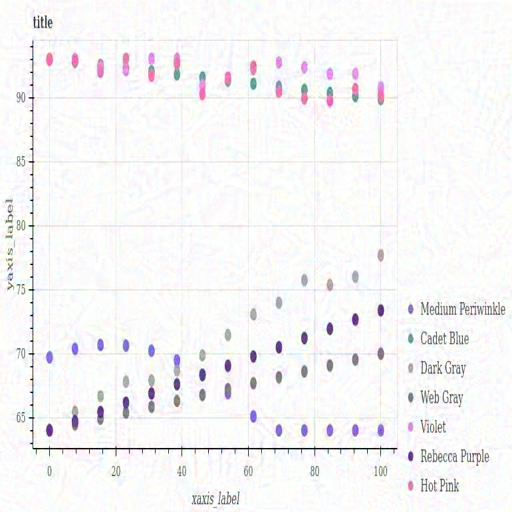 title
90
85
80
75
70
65
yaxis_label
0
20
40
60
80
100
xaxis_label
Medium Periwinkle
Cadet Blue
Dark Gray
Web Gray
Violet
Rebecca Purple
Hot Pink